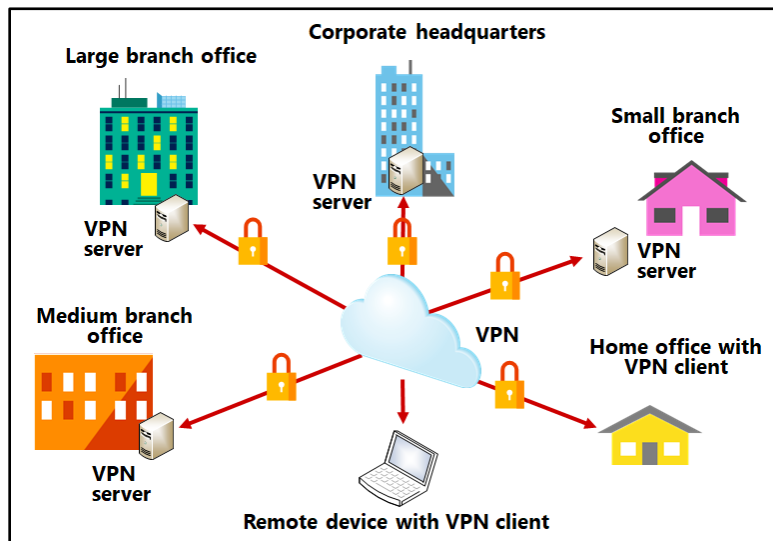 Corporate headquarters
Large branch office
Small branch
office
VPN
server
VPN
server
VPN
server
Medium branch
office
VPN
Home office with
VPN client
VPN
server
Remote device with VPN client